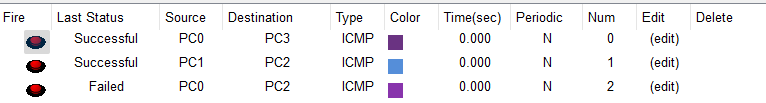 Fire Last Status Source Destination Type Color Time(sec) Periodic Num Edit Delete
Successful PC0 PC3 ICMP 0.000 N 0 (edit)
Successful PC1 PC2 ICMP 0.000 N 1 (edit)
Failed PC0 PC2 ICMP 0.000 N 2 (edit)